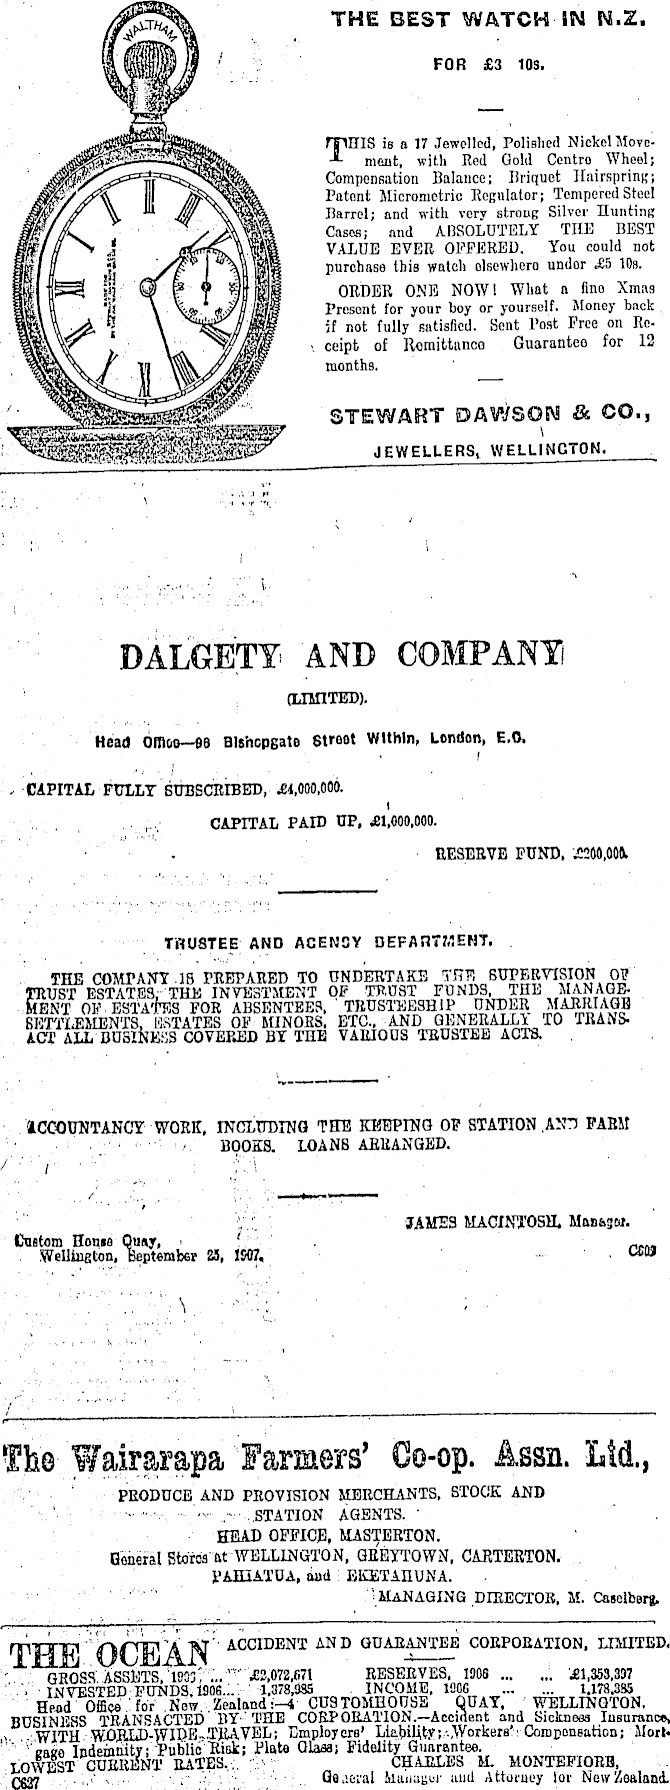 WALTHAM
THE BEST WATCH IN N.Z.
FOR £3 10s.
THIS is a 17 Jewelled, Polished Nickel Move-
ment, with Red Gold Centre Wheel;
Compensation Balance; Briquet Hairspring;
Patent Micrometric Regulator; Tempered Steel
Barrel; and with very strong Silver Hunting
Cases; and ABSOLUTELY THE BEST
VALUE EVER OFFERED. You could not
purchase this watch elsewhere under £5 10s.
ORDER ONE NOW! What a fine Xmas
Present for your boy or yourself. Money back
if not fully satisfied. Sent Post Free on Re-
ceipt of Remittance Guarantee for 12
months.
STEWART DAWSON & CO.,
JEWELLERS, WELLINGTON.
DALGETY AND COMPANY
(LIMITED).
Head Office—96 Bishopgate Street Within, London, E.C.
CAPITAL FULLY SUBSCRIBED, £4,000,000.
CAPITAL PAID UP, £1,000,000.
RESERVE FUND, £200,000.
TRUSTEE AND AGENCY DEPARTMENT.
THE COMPANY IS PREPARED TO UNDERTAKE THE SUPERVISION OF
TRUST ESTATES, THE INVESTMENT OF TRUST FUNDS, THE MANAGE-
MENT OF ESTATES FOR ABSENTEES, TRUSTEESHIP UNDER MARRIAGE
SETTLEMENTS, ESTATES OF MINORS, ETC., AND GENERALLY TO TRANS-
ACT ALL BUSINESS COVERED BY THE VARIOUS TRUSTEE ACTS.
ACCOUNTANCY WORK, INCLUDING THE KEEPING OF STATION AND FARM
BOOKS. LOANS ARRANGED.
JAMES MACINTOSH, Manager.
Custom House Quay,
Wellington, September 25, 1907.
C603
The Wairarapa Farmers' Co-op. Assn. Ltd.,
PRODUCE AND PROVISION MERCHANTS, STOCK AND
STATION AGENTS.
HEAD OFFICE, MASTERTON.
General Stores at WELLINGTON, GREYTOWN, CARTERTON.
PAHIATUA, and EKETAHUNA.
MANAGING DIRECTOR, M. Caselberg.
THE OCEAN ACCIDENT AND GUARANTEE CORPORATION, LIMITED.
GROSS ASSETS, 1906 ... £2,072,671 RESERVES, 1906 ... ... £1,353,397
INVESTED FUNDS, 1906... 1,378,985 INCOME, 1906 ... ... 1,178,385
Head Office for New Zealand:—4 CUSTOMHOUSE QUAY, WELLINGTON.
BUSINESS TRANSACTED BY THE CORPORATION.—Accident and Sickness Insurance,
WITH WORLD-WIDE TRAVEL; Employers' Liability; Workers' Compensation; Mort-
gage Indemnity; Public Risk; Plate Glass; Fidelity Guarantee.
LOWEST CURRENT RATES. CHARLES M. MONTEFIORE,
C627 General Manager and Attorney for New Zealand.